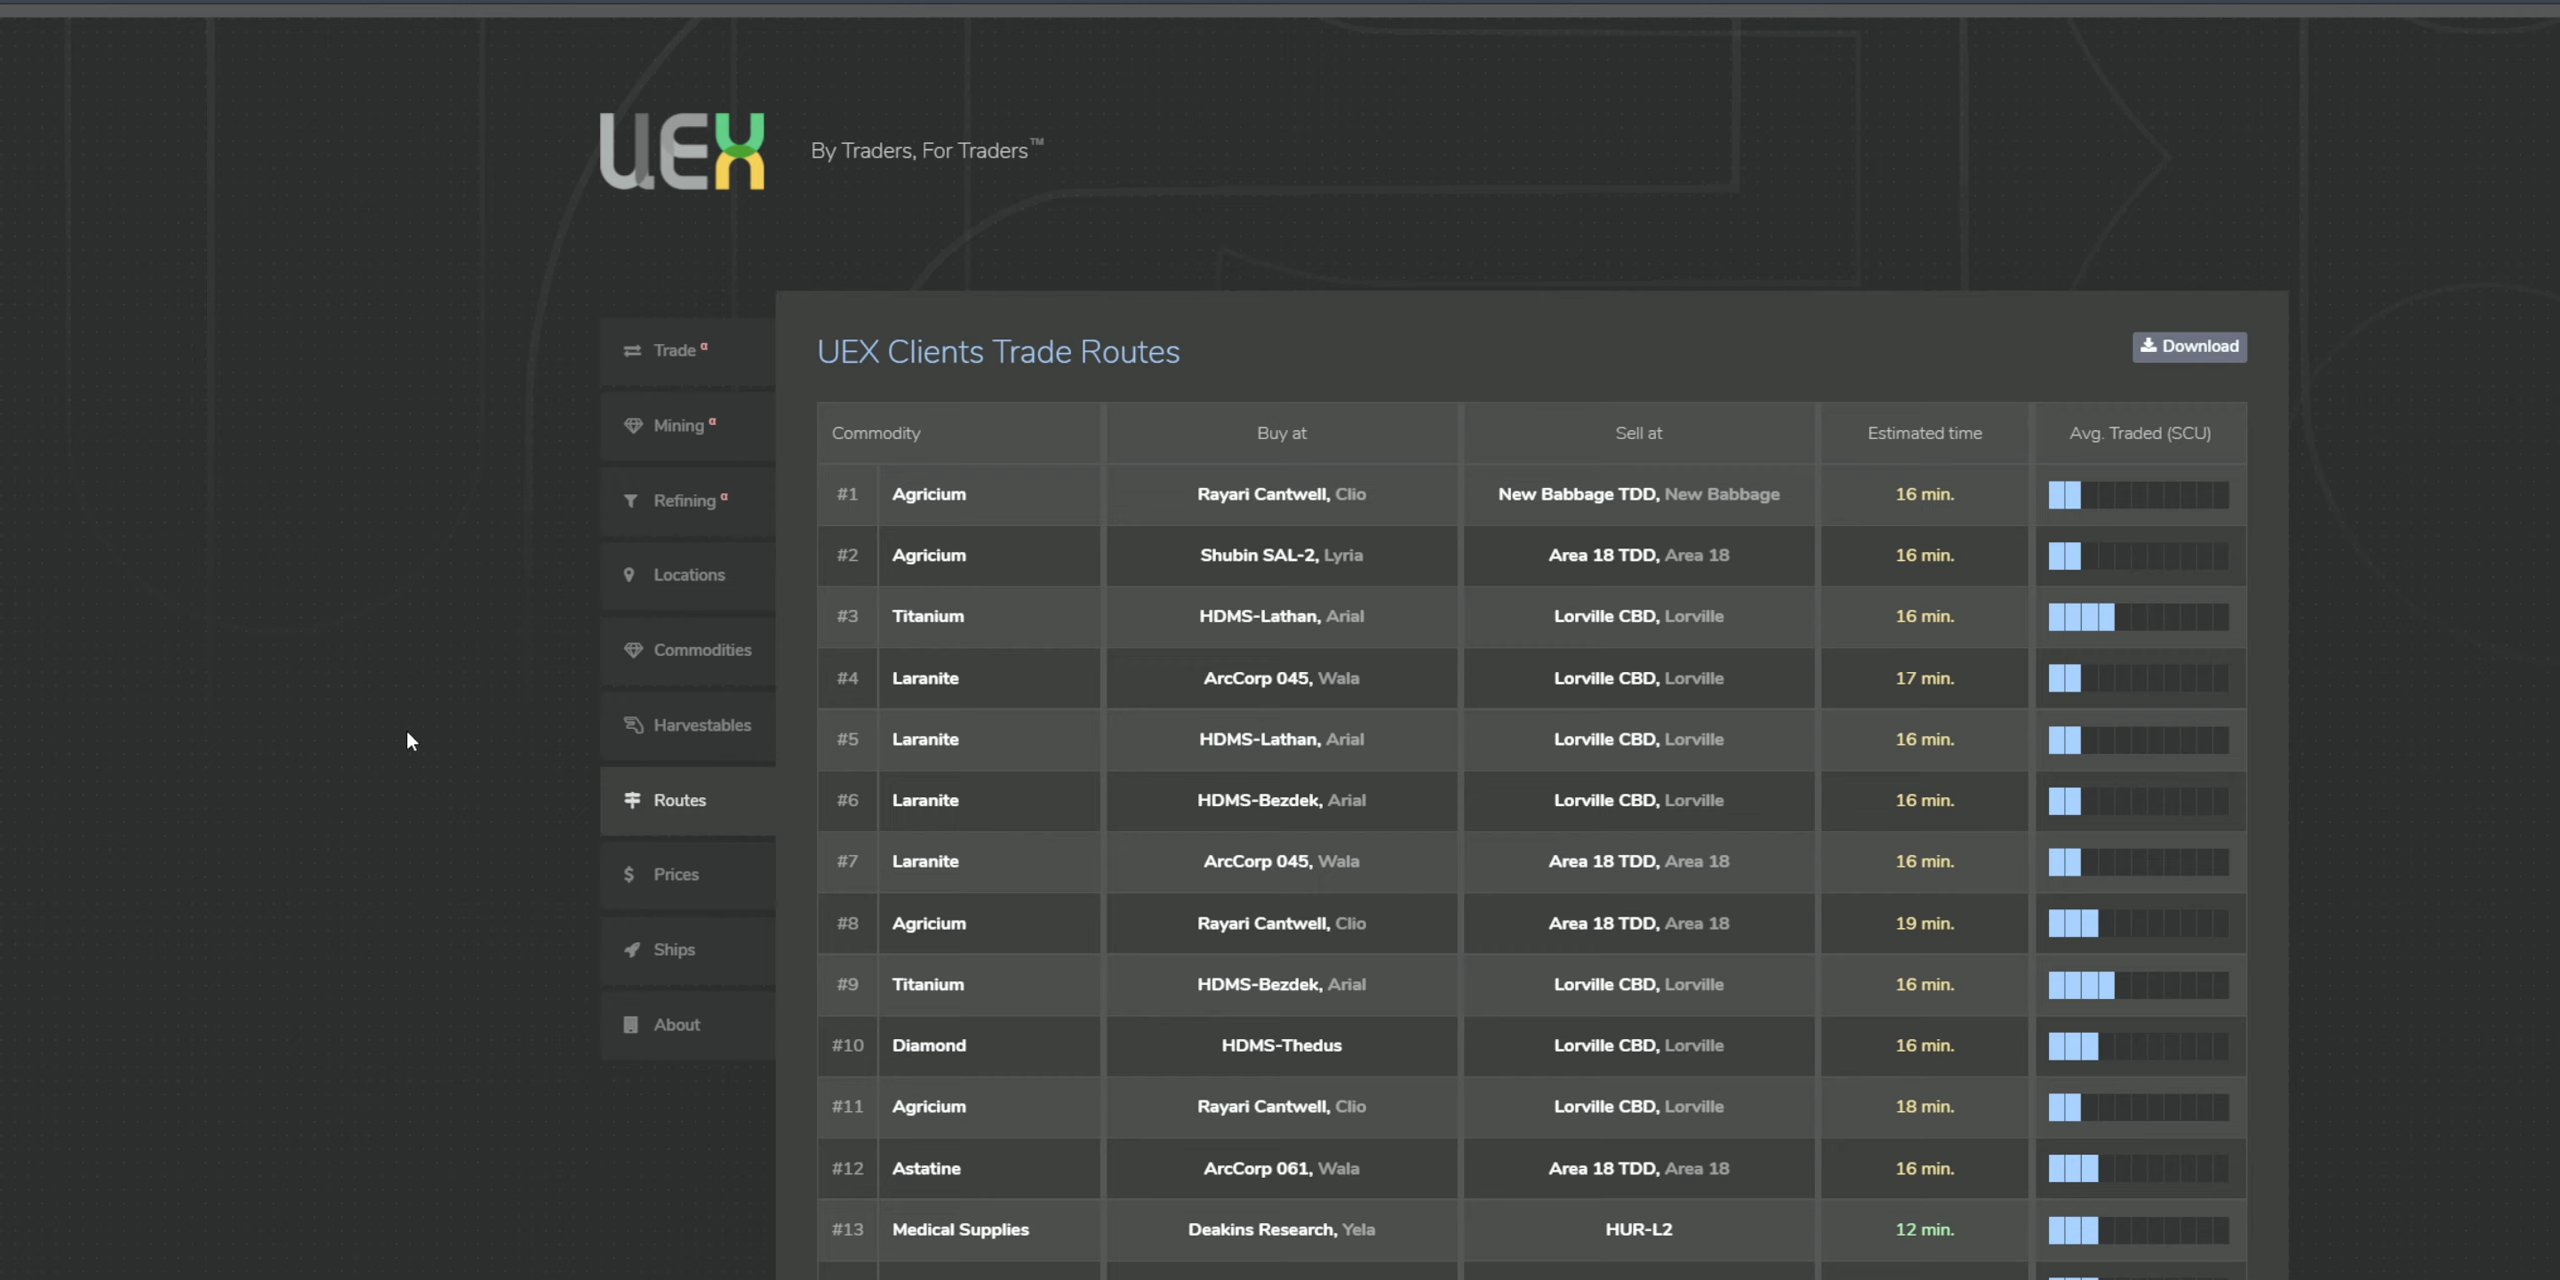 UEX By Traders, For Traders™
Trade α
Mining α
Refining α
Locations
Commodities
Harvestables
Routes
Prices
Ships
About
UEX Clients Trade Routes
Download
Commodity Buy at Sell at Estimated time Avg. Traded (SCU)
#1 Agricium Rayari Cantwell, Clio New Babbage TDD, New Babbage 16 min.
#2 Agricium Shubin SAL-2, Lyria Area 18 TDD, Area 18 16 min.
#3 Titanium HDMS-Lathan, Arial Lorville CBD, Lorville 16 min.
#4 Laranite ArcCorp 045, Wala Lorville CBD, Lorville 17 min.
#5 Laranite HDMS-Lathan, Arial Lorville CBD, Lorville 16 min.
#6 Laranite HDMS-Bezdek, Arial Lorville CBD, Lorville 16 min.
#7 Laranite ArcCorp 045, Wala Area 18 TDD, Area 18 16 min.
#8 Agricium Rayari Cantwell, Clio Area 18 TDD, Area 18 19 min.
#9 Titanium HDMS-Bezdek, Arial Lorville CBD, Lorville 16 min.
#10 Diamond HDMS-Thedus Lorville CBD, Lorville 16 min.
#11 Agricium Rayari Cantwell, Clio Lorville CBD, Lorville 18 min.
#12 Astatine ArcCorp 061, Wala Area 18 TDD, Area 18 16 min.
#13 Medical Supplies Deakins Research, Yela HUR-L2 12 min.